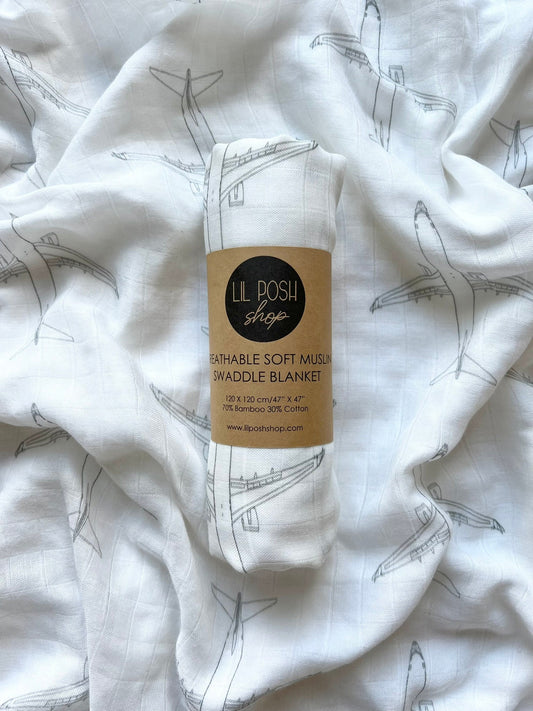 LIL POSH
shop
REATHABLE SOFT MUSLIN
SWADDLE BLANKET
120 X 120 cm/47" X 47"
70% Bamboo 30% Cotton
www.lilposhshop.com